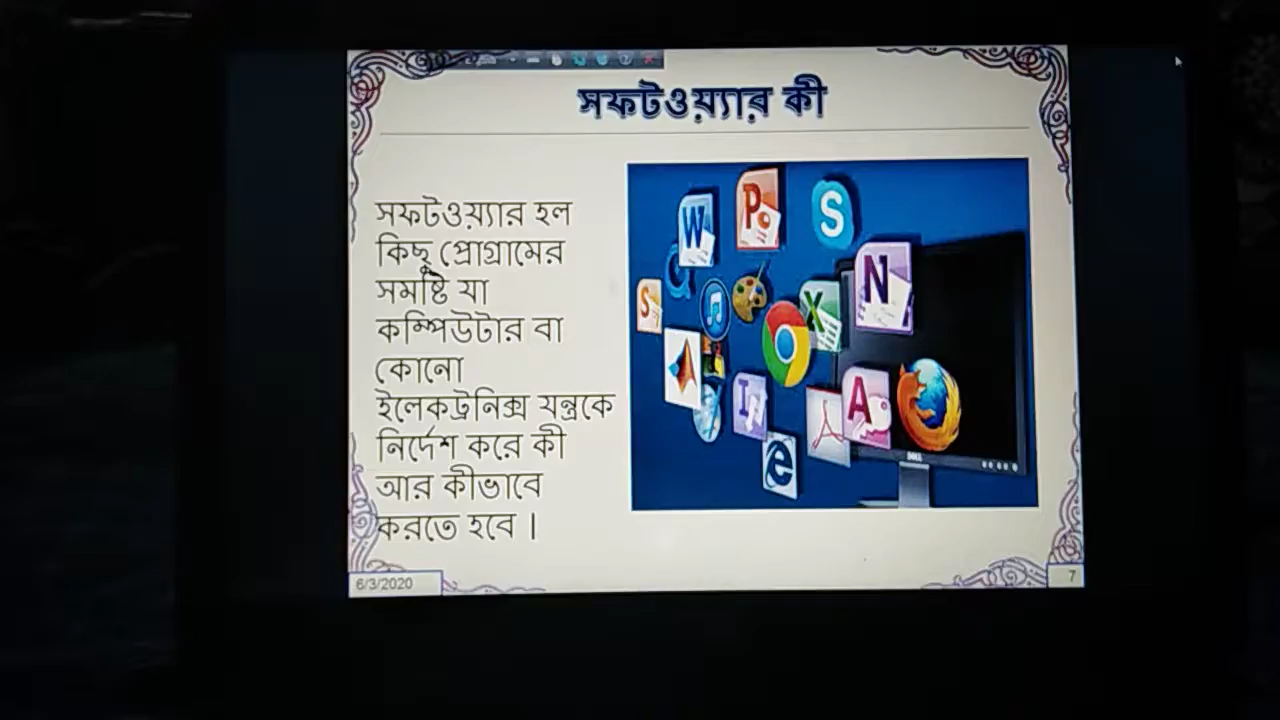 সফটওয়্যার কী
সফটওয়্যার হল
কিছু প্রোগ্রামের
সমষ্টি যা
কম্পিউটার বা
কোনো
ইলেকট্রনিক্স যন্ত্রকে
নির্দেশ করে কী
আর কীভাবে
করতে হবে ।
W
P
S
N
S
X
I
A
e
DELL
6/3/2020
7